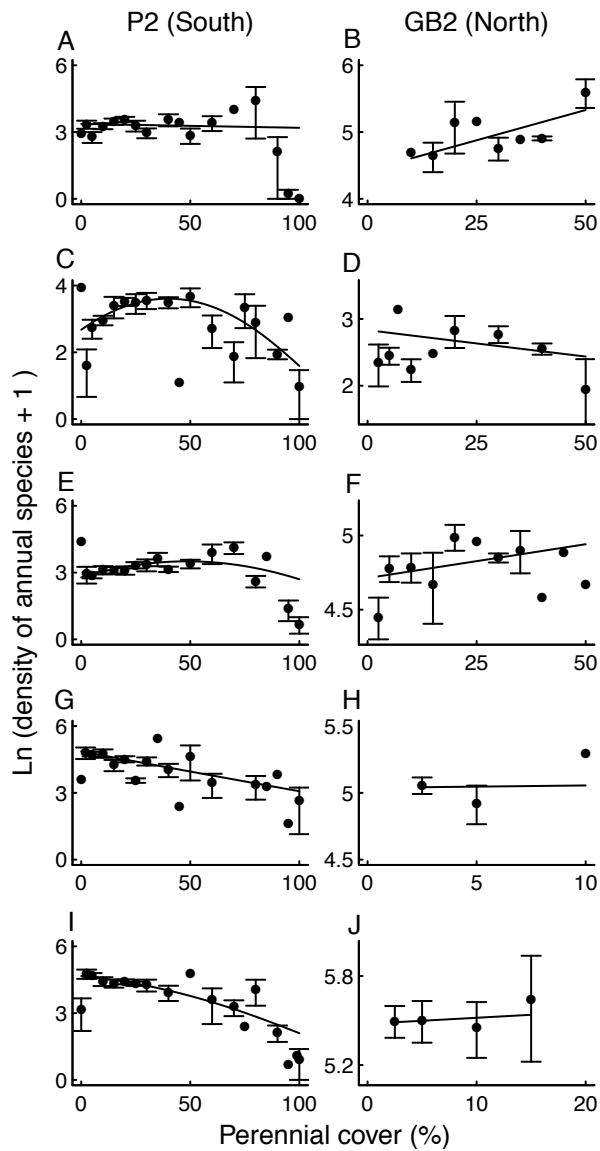 P2 (South) GB2 (North)
A B
6 6
3 5
0 4
0 50 100 0 25 50
C D
4 3
2 2
0
0 50 100 0 25 50
E F
6 5
3 4.5
0
0 50 100 0 25 50
G H
6 5.5
3 5
0 4.5
0 50 100 0 5 10
I J
6 5.8
3 5.2
0
0 50 100 0 10 20
Ln (density of annual species + 1)
Perennial cover (%)